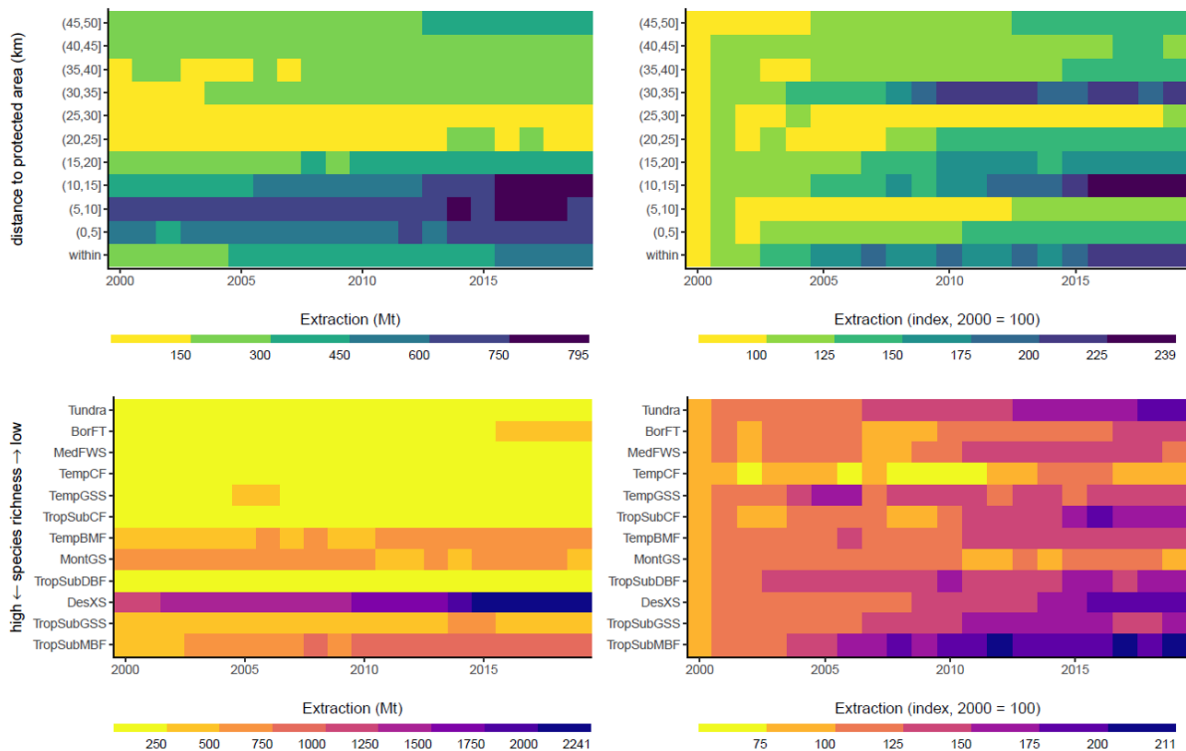 distance to protected area (km)
(45,50]
(40,45]
(35,40]
(30,35]
(25,30]
(20,25]
(15,20]
(10,15]
(5,10]
(0,5]
within
2000 2005 2010 2015
Extraction (Mt)
150 300 450 600 750 795
(45,50]
(40,45]
(35,40]
(30,35]
(25,30]
(20,25]
(15,20]
(10,15]
(5,10]
(0,5]
within
2000 2005 2010 2015
Extraction (index, 2000 = 100)
100 125 150 175 200 225 239
high ← species richness → low
Tundra
BorFT
MedFWS
TempCF
TempGSS
TropSubCF
TempBMF
MontGS
TropSubDBF
DesXS
TropSubGSS
TropSubMBF
2000 2005 2010 2015
Extraction (Mt)
250 500 750 1000 1250 1500 1750 2000 2241
Tundra
BorFT
MedFWS
TempCF
TempGSS
TropSubCF
TempBMF
MontGS
TropSubDBF
DesXS
TropSubGSS
TropSubMBF
2000 2005 2010 2015
Extraction (index, 2000 = 100)
75 100 125 150 175 200 211